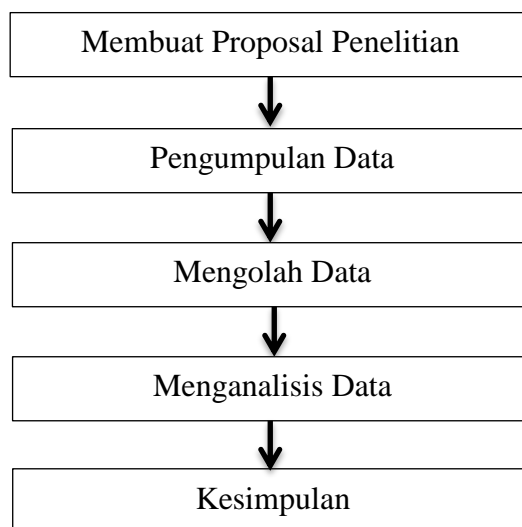 Membuat Proposal Penelitian
Pengumpulan Data
Mengolah Data
Menganalisis Data
Kesimpulan